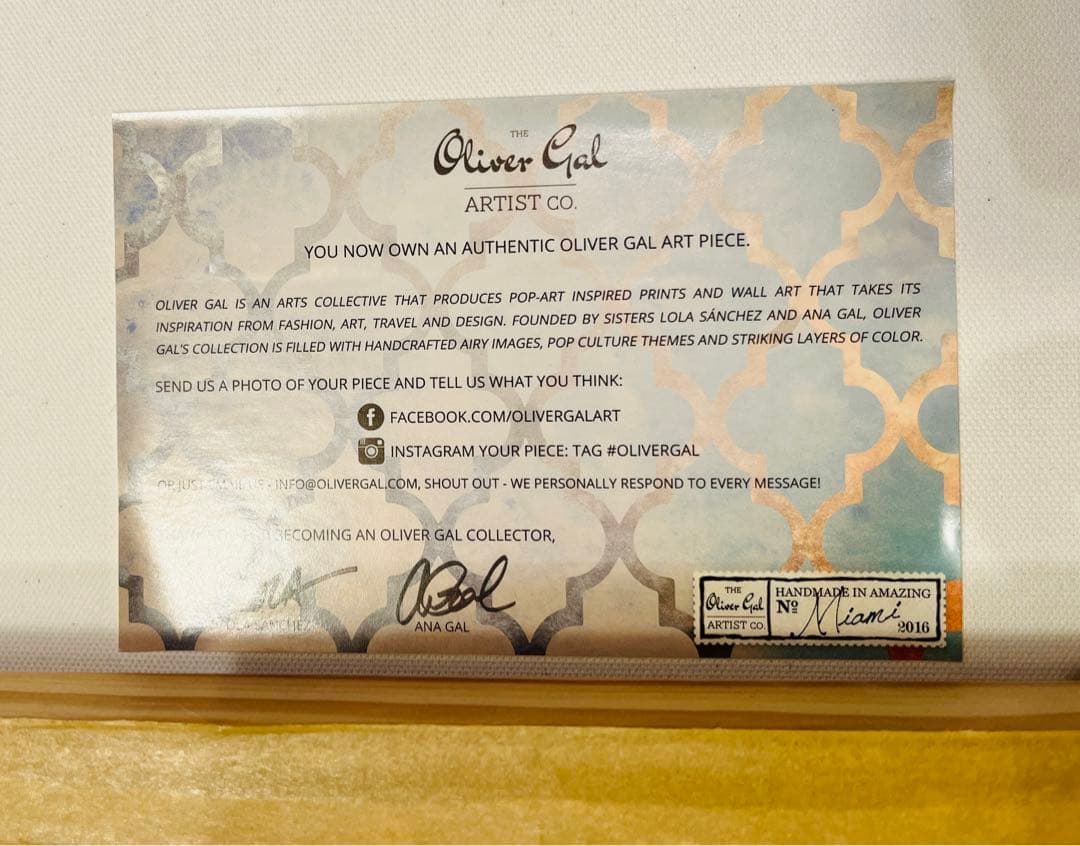 THE
Oliver Gal
ARTIST CO.
YOU NOW OWN AN AUTHENTIC OLIVER GAL ART PIECE.
OLIVER GAL IS AN ARTS COLLECTIVE THAT PRODUCES POP-ART INSPIRED PRINTS AND WALL ART THAT TAKES ITS
INSPIRATION FROM FASHION, ART, TRAVEL AND DESIGN. FOUNDED BY SISTERS LOLA SÁNCHEZ AND ANA GAL, OLIVER
GAL'S COLLECTION IS FILLED WITH HANDCRAFTED AIRY IMAGES, POP CULTURE THEMES AND STRIKING LAYERS OF COLOR.
SEND US A PHOTO OF YOUR PIECE AND TELL US WHAT YOU THINK:
f FACEBOOK.COM/OLIVERGALART
INSTAGRAM YOUR PIECE: TAG #OLIVERGAL
OR JUST EMAIL US - INFO@OLIVERGAL.COM, SHOUT OUT - WE PERSONALLY RESPOND TO EVERY MESSAGE!
BECOMING AN OLIVER GAL COLLECTOR,
SÁNCHEZ
ANA GAL
THE
Oliver Gal
ARTIST CO.
HANDMADE IN AMAZING
Nº Miami
2016